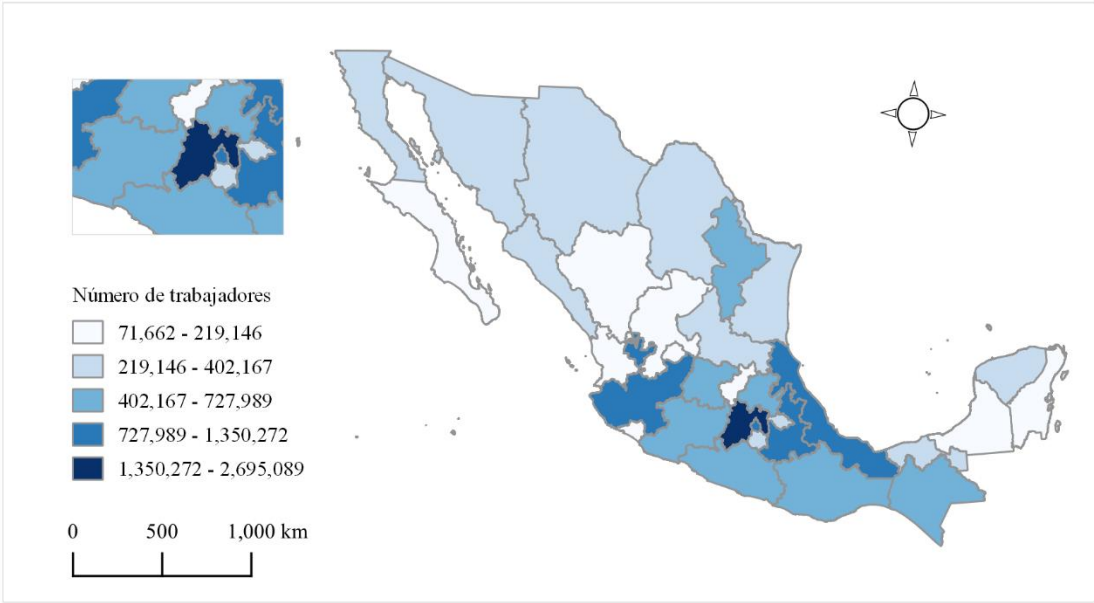 Número de trabajadores
71,662 - 219,146
219,146 - 402,167
402,167 - 727,989
727,989 - 1,350,272
1,350,272 - 2,695,089
0 500 1,000 km